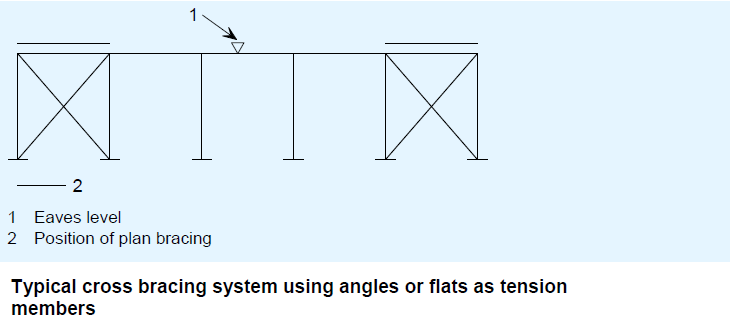 1
2
1 Eaves level
2 Position of plan bracing
Typical cross bracing system using angles or flats as tension
members